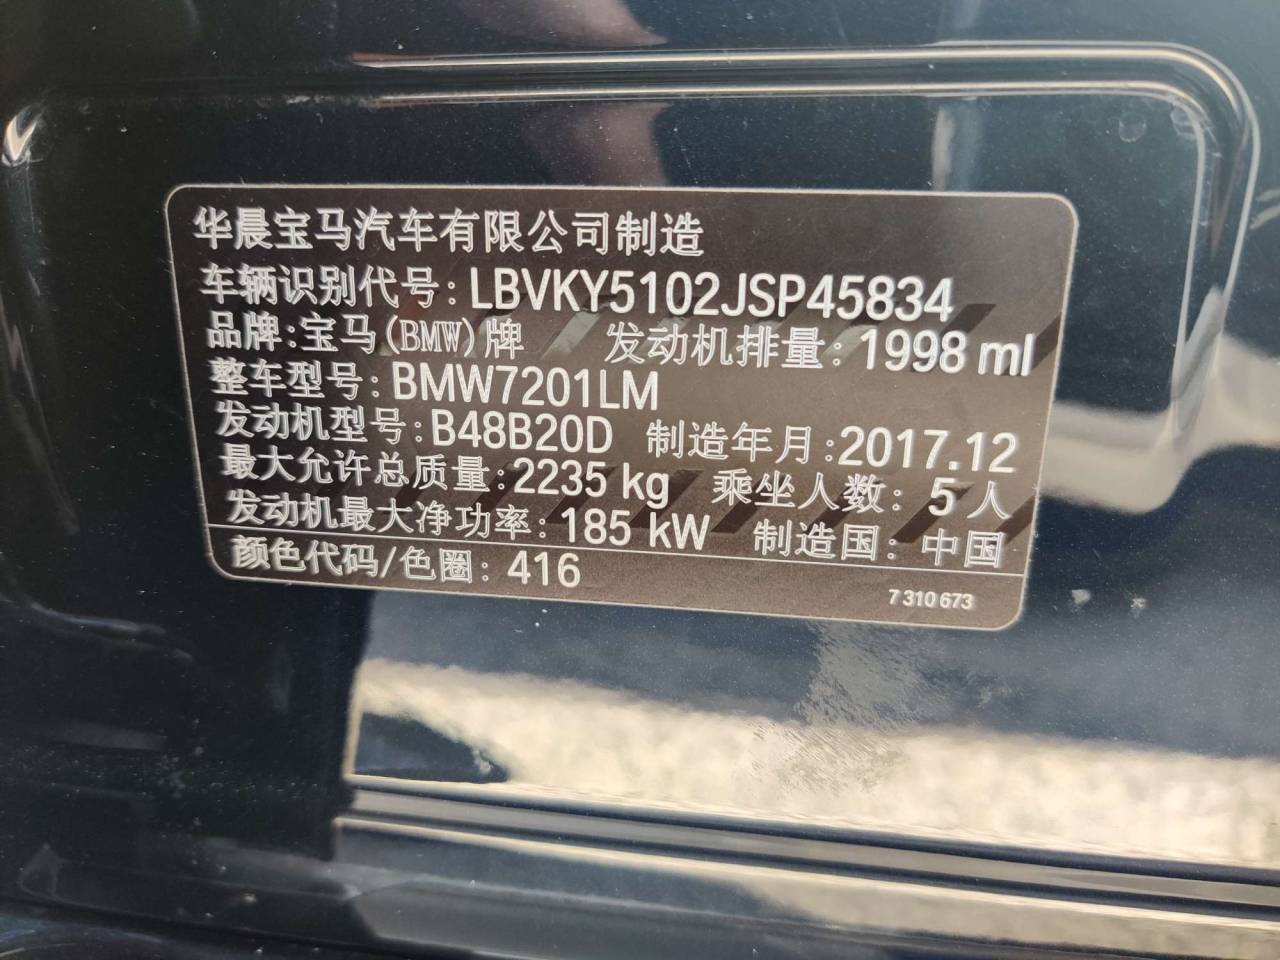 华晨宝马汽车有限公司制造
车辆识别代号: LBVKY5102JSP45834
品牌: 宝马(BMW)牌 发动机排量: 1998 ml
整车型号: BMW7201LM
发动机型号: B48B20D 制造年月: 2017.12
最大允许总质量: 2235 kg 乘坐人数: 5 人
发动机最大净功率: 185 kW 制造国: 中国
颜色代码/色圈: 416
7 310 673